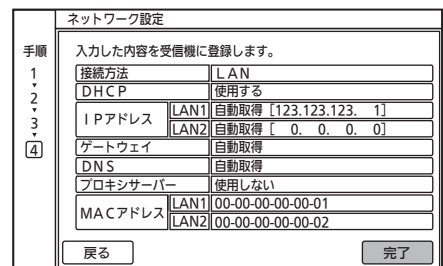 ネットワーク設定
手順
1
2
3
4
入力した内容を受信機に登録します。
接続方法 LAN
DHCP 使用する
IPアドレス LAN1 自動取得[123.123.123. 1]
LAN2 自動取得[ 0. 0. 0. 0]
ゲートウェイ 自動取得
DNS 自動取得
プロキシサーバー 使用しない
MACアドレス LAN1 00-00-00-00-00-01
LAN2 00-00-00-00-00-02
戻る 完了